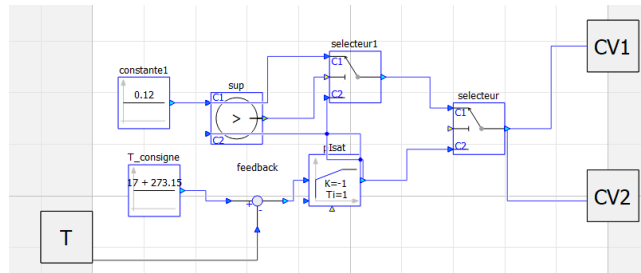 selecteur1
constante1
sup
C1
CV1
selecteur
0.12
C1
C2
>
C1
C2
C2
T_consigne
feedback
PIsat
17 + 273.15
K=-1
Ti=1
+
-
T
CV2